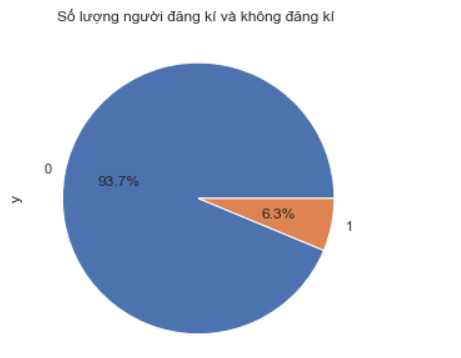 Số lượng người đăng kí và không đăng kí
0
93.7%
y
6.3%
1